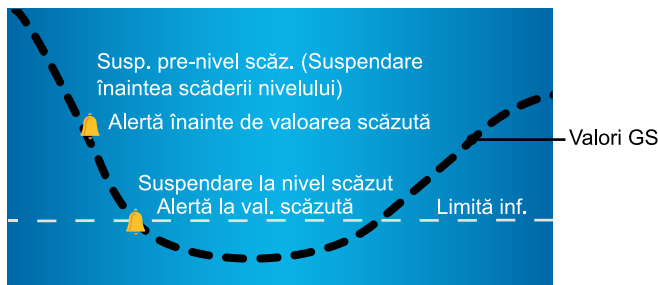 Susp. pre-nivel scăz. (Suspendare
înaintea scăderii nivelului)
Alertă înainte de valoarea scăzută
Valori GS
Suspendare la nivel scăzut
Alertă la val. scăzută
Limită inf.